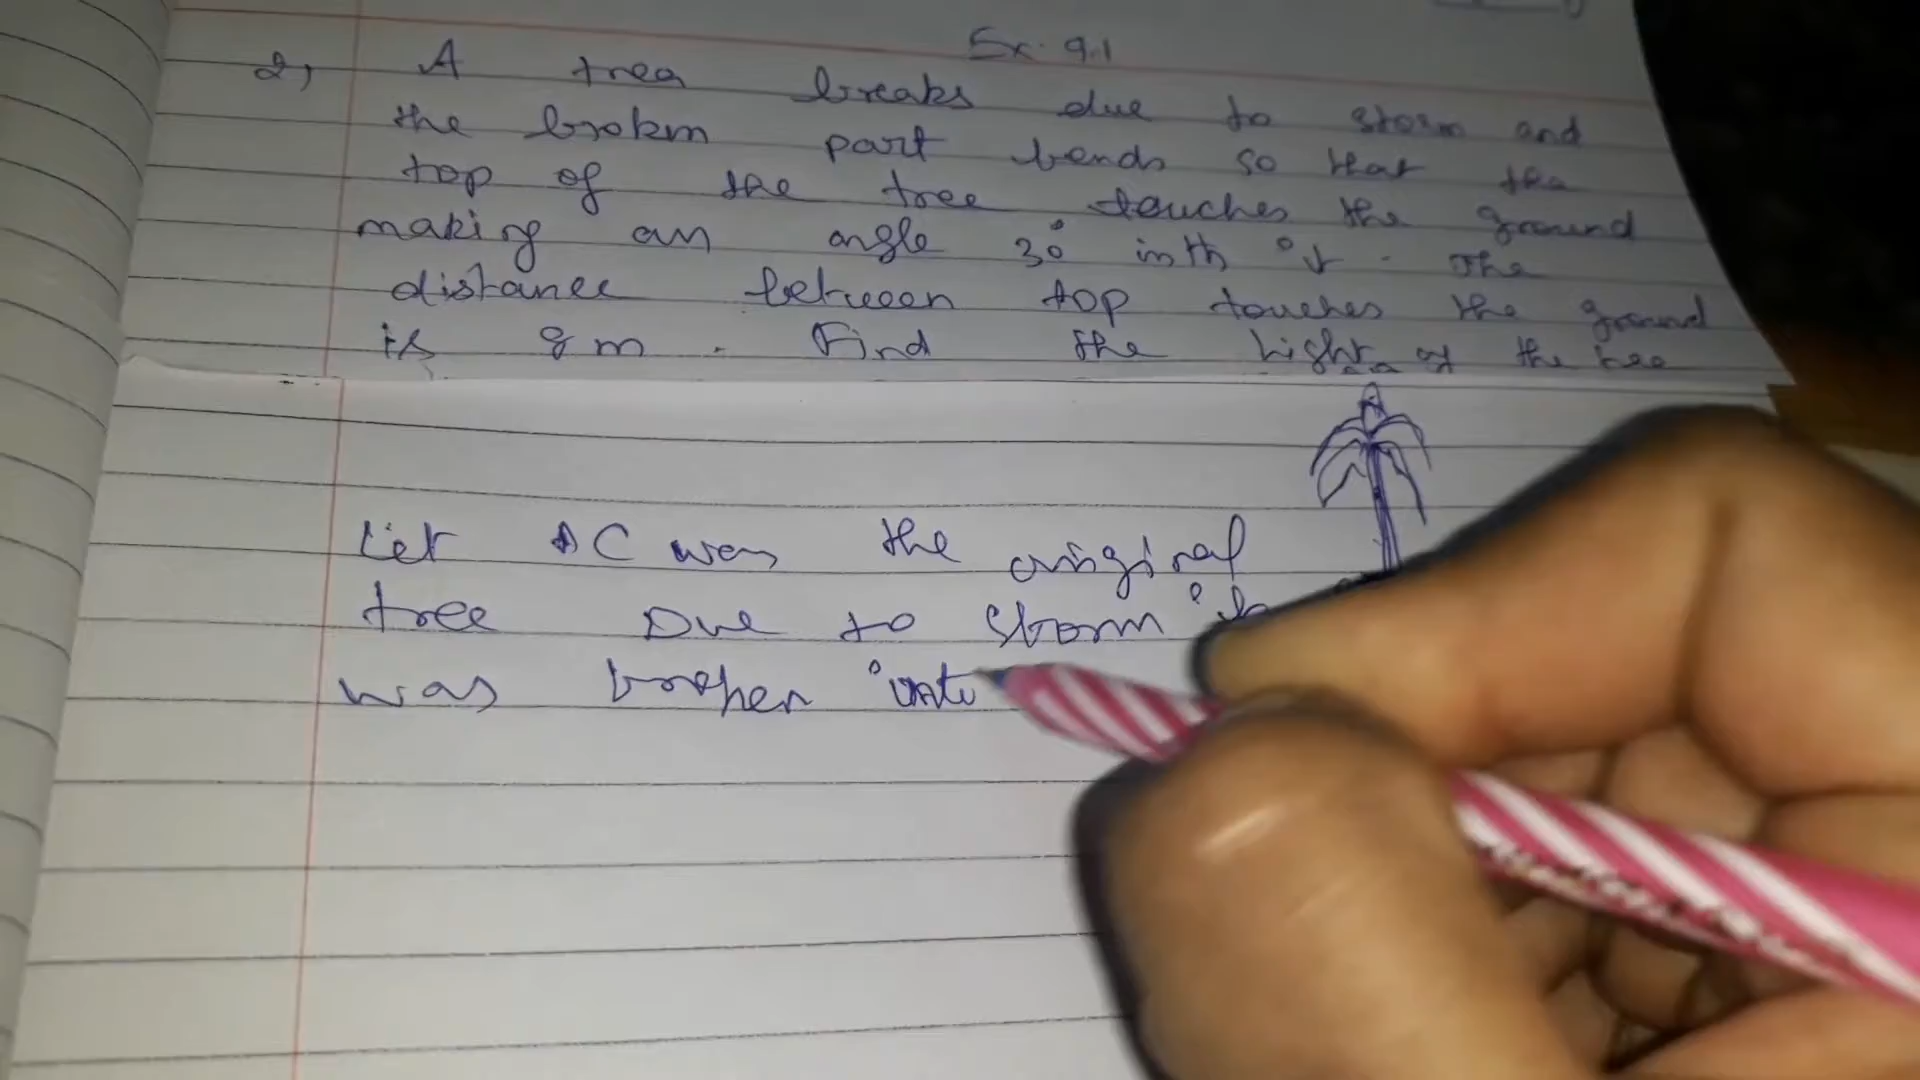 Ex. 9.1
2, A tree breaks due to storm and
the broken part bends so that the
top of the tree touches the ground
making an angle 30° with it. The
distance between top touches the ground
is 8 m. Find the hight of the tree
Let AC was the original
tree Due to storm it
was broken into